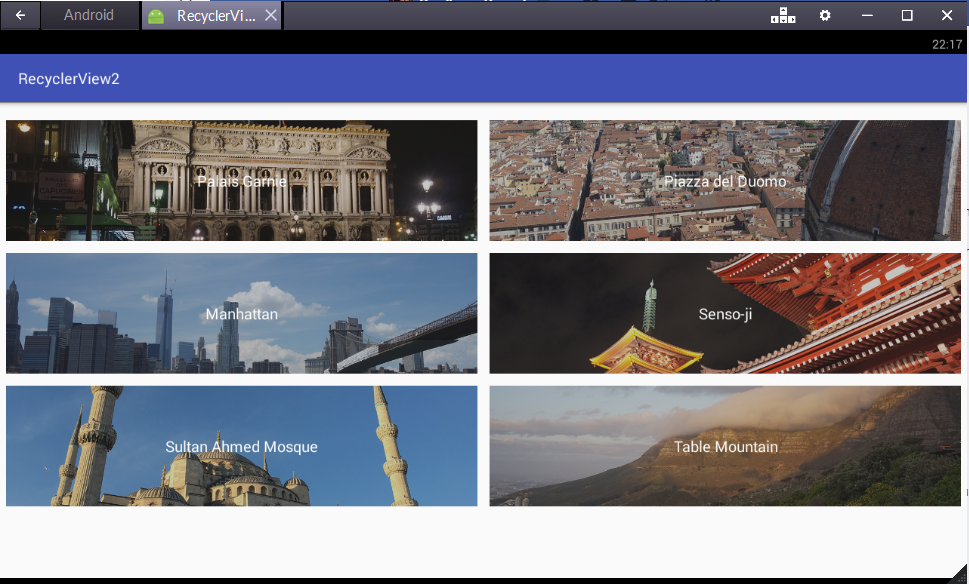 Android
RecyclerVi...
22:17
RecyclerView2
Palais Garnie
Piazza del Duomo
Manhattan
Senso-ji
Sultan Ahmed Mosque
Table Mountain